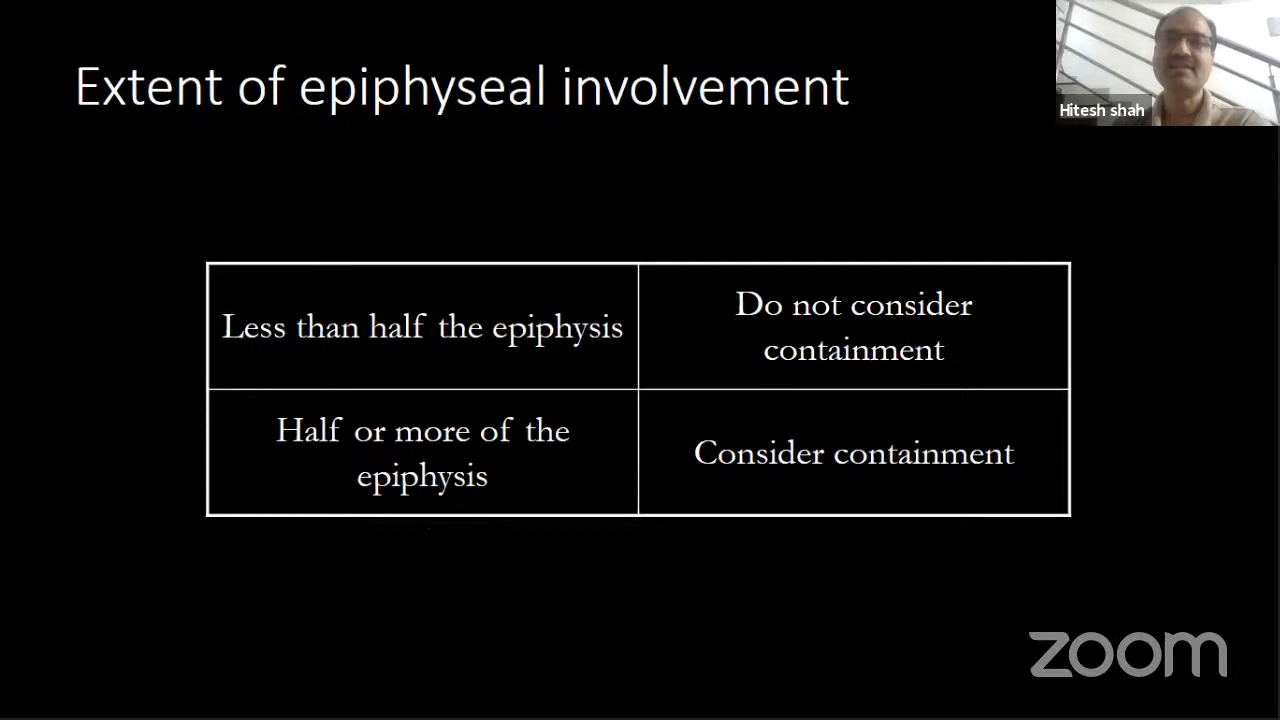 Extent of epiphyseal involvement
Hitesh shah
Less than half the epiphysis
Do not consider
containment
Half or more of the
epiphysis
Consider containment
zoom